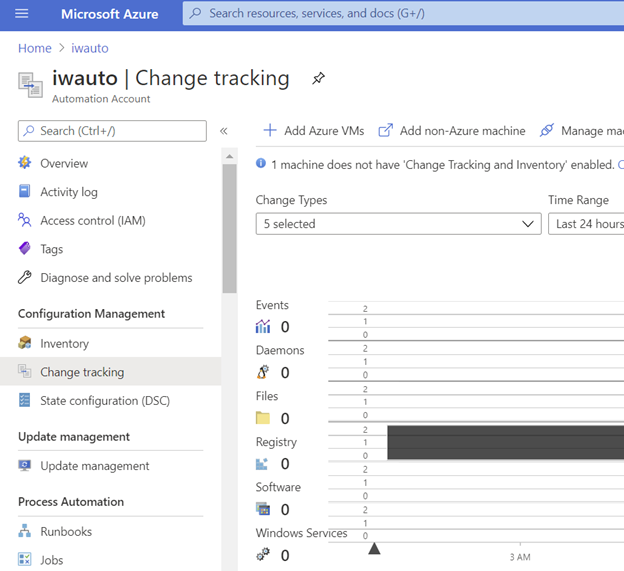 Microsoft Azure
Search resources, services, and docs (G+/)
Home > iwauto
iwauto | Change tracking
Automation Account
Search (Ctrl+/)
«
Overview
Activity log
Access control (IAM)
Tags
Diagnose and solve problems
Configuration Management
Inventory
Change tracking
State configuration (DSC)
Update management
Update management
Process Automation
Runbooks
Jobs
+ Add Azure VMs
Add non-Azure machine
Manage mac
1 machine does not have 'Change Tracking and Inventory' enabled. C
Change Types
5 selected
Time Range
Last 24 hours
Events
0
2
1
0
Daemons
0
2
1
0
Files
0
2
1
0
Registry
0
2
1
0
Software
0
2
1
0
Windows Services
0
2
1
0
3 AM